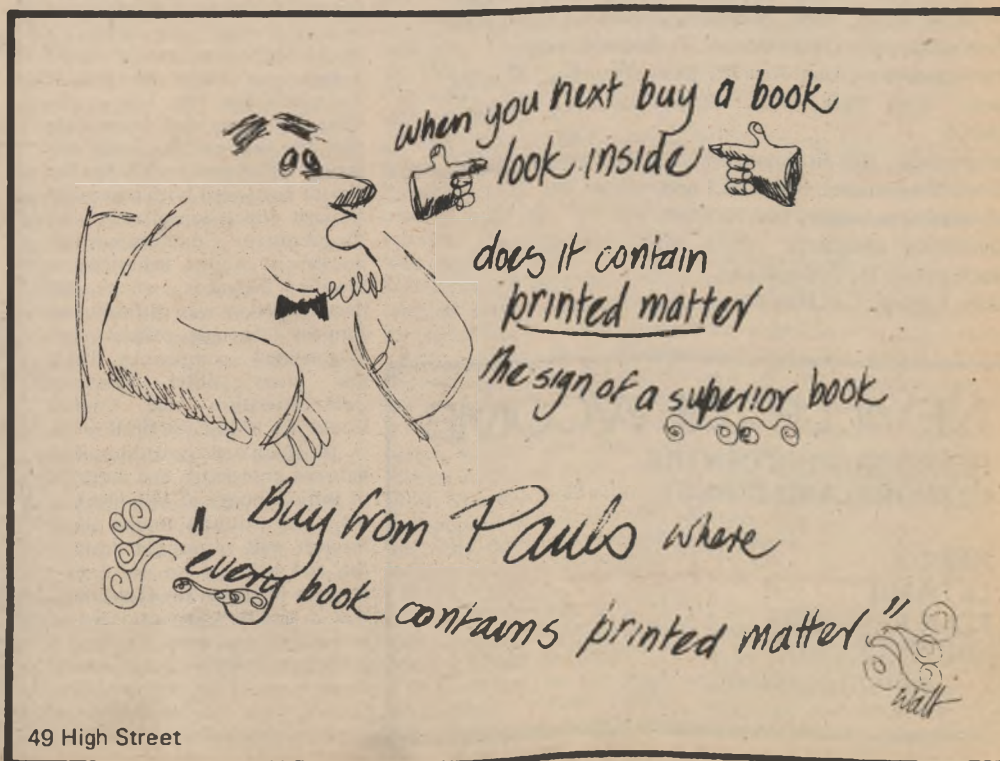 when you next buy a book
look inside
does it contain
printed matter
the sign of a superior book
Buy from Pauls where
"every book contains printed matter"
Walt
49 High Street